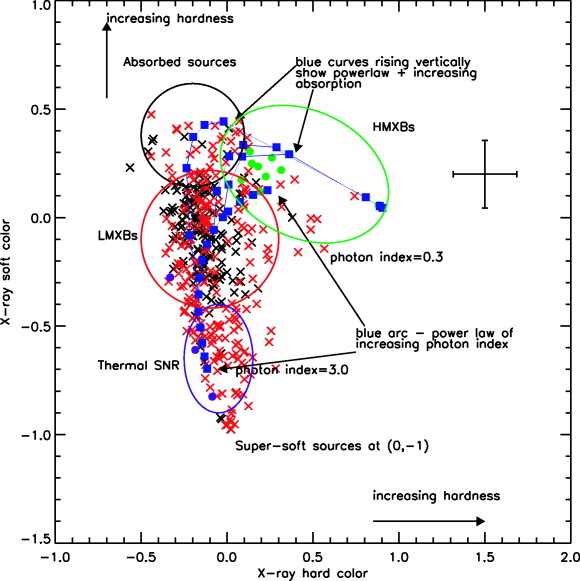 1.0
increasing hardness
Absorbed sources
blue curves rising vertically
show powerlaw + increasing
absorption
0.5
HMXBs
X-ray soft color
0.0
LMXBs
photon index=0.3
-0.5
blue arc – power law of
increasing photon index
Thermal SNR
photon index=3.0
-1.0
Super-soft sources at (0,-1)
increasing hardness
-1.5
-1.0
-0.5
0.0
0.5
1.0
1.5
2.0
X-ray hard color